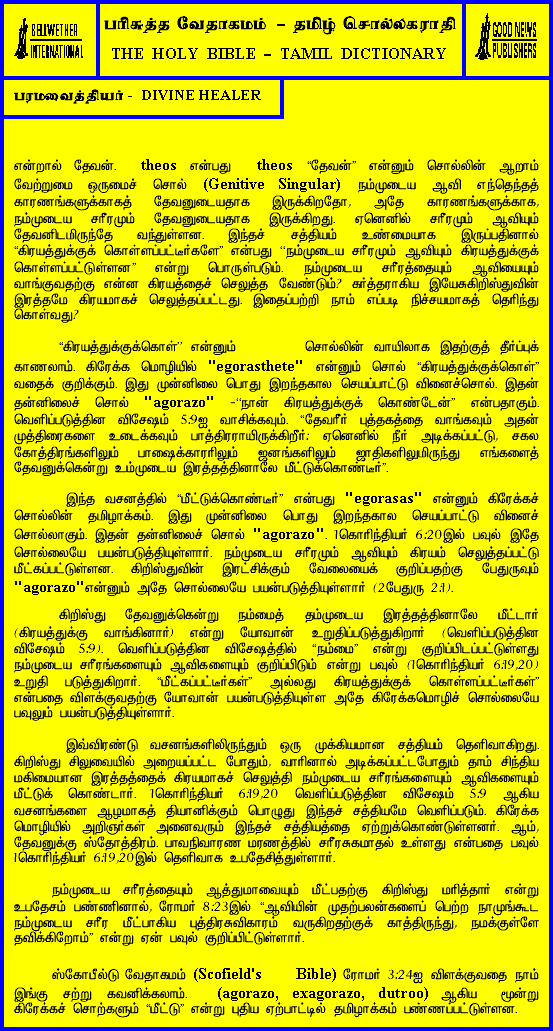 BELLWETHER
INTERNATIONAL
பரிசுத்த வேதாகமம் – தமிழ் சொல்லகராதி
THE HOLY BIBLE – TAMIL DICTIONARY
GOOD NEWS
PUBLISHERS
பரமவைத்தியர் - DIVINE HEALER
என்றால் தேவன். theos என்பது theos “தேவன்” என்னும் சொல்லின் ஆறாம்
வேற்றுமை ஒருமைச் சொல் (Genitive Singular) நம்முடைய ஆவி எந்தெந்தக்
காரணங்களுக்காகத் தேவனுடையதாக இருக்கிறதோ, அதே காரணங்களுக்காக,
நம்முடைய சரீரமும் தேவனுடையதாக இருக்கிறது. ஏனெனில் சரீரமும் ஆவியும்
தேவனிடமிருந்தே வந்துள்ளன. இந்தச் சத்தியம் உண்மையாக இருப்பதினால்
“கிரயத்துக்குக் கொள்ளப்பட்டீர்களே” என்பது “நம்முடைய சரீரமும் ஆவியும் கிரயத்துக்குக்
கொள்ளப்பட்டுள்ளன” என்று பொருள்படும். நம்முடைய சரீரத்தையும் ஆவியையும்
வாங்குவதற்கு என்ன கிரயத்தைச் செலுத்த வேண்டும்? கர்த்தராகிய இயேசுகிறிஸ்துவின்
இரத்தமே கிரயமாகச் செலுத்தப்பட்டது. இதைப்பற்றி நாம் எப்படி நிச்சயமாகத் தெரிந்து
கொள்வது?
“கிரயத்துக்குக்கொள்” என்னும் சொல்லின் வாயிலாக இதற்குத் தீர்ப்புக்
காணலாம். கிரேக்க மொழியில் "egorasthete" என்னும் சொல் “கிரயத்துக்குக்கொள்”
வதைக் குறிக்கும். இது முன்னிலை பொது இறந்தகால செயப்பாட்டு வினைச்சொல். இதன்
தன்னிலைச் சொல் "agorazo" -“நான் கிரயத்துக்குக் கொண்டேன்” என்பதாகும்.
வெளிப்படுத்தின விசேஷம் 5:9ஐ வாசிக்கவும். “தேவரீர் புத்தகத்தை வாங்கவும் அதன்
முத்திரைகளை உடைக்கவும் பாத்திரராயிருக்கிறீர்; ஏனெனில் நீர் அடிக்கப்பட்டு, சகல
கோத்திரங்களிலும் பாஷைக்காரரிலும் ஜனங்களிலும் ஜாதிகளிலுமிருந்து எங்களைத்
தேவனுக்கென்று உம்முடைய இரத்தத்தினாலே மீட்டுக்கொண்டீர்”.
இந்த வசனத்தில் “மீட்டுக்கொண்டீர்” என்பது "egorasas" என்னும் கிரேக்கச்
சொல்லின் தமிழாக்கம். இது முன்னிலை பொது இறந்தகால செயப்பாட்டு வினைச்
சொல்லாகும். இதன் தன்னிலைச் சொல் "agorazo". 1கொரிந்தியர் 6:20இல் பவுல் இதே
சொல்லையே பயன்படுத்தியுள்ளார். நம்முடைய சரீரமும் ஆவியும் கிரயம் செலுத்தப்பட்டு
மீட்கப்பட்டுள்ளன. கிறிஸ்துவின் இரட்சிக்கும் வேலையைக் குறிப்பதற்கு பேதுருவும்
"agorazo"என்னும் அதே சொல்லையே பயன்படுத்தியுள்ளார் (2பேதுரு 2:1).
கிறிஸ்து தேவனுக்கென்று நம்மைத் தம்முடைய இரத்தத்தினாலே மீட்டார்
(கிரயத்துக்கு வாங்கினார்) என்று யோவான் உறுதிப்படுத்துகிறார் (வெளிப்படுத்தின
விசேஷம் 5:9). வெளிப்படுத்தின விசேஷத்தில் “நம்மை” என்று குறிப்பிடப்பட்டுள்ளது
நம்முடைய சரீரங்களையும் ஆவிகளையும் குறிப்பிடும் என்று பவுல் (1கொரிந்தியர் 6:19,20)
உறுதி படுத்துகிறார். “மீட்கப்பட்டீர்கள்” அல்லது கிரயத்துக்குக் கொள்ளப்பட்டீர்கள்”
என்பதை விளக்குவதற்கு யோவான் பயன்படுத்தியுள்ள அதே கிரேக்கமொழிச் சொல்லையே
பவுலும் பயன்படுத்தியுள்ளார்.
இவ்விரண்டு வசனங்களிலிருந்தும் ஒரு முக்கியமான சத்தியம் தெளிவாகிறது.
கிறிஸ்து சிலுவையில் அறையப்பட்ட போதும், வாரினால் அடிக்கப்பட்டபோதும் தாம் சிந்திய
மகிமையான இரத்தத்தைக் கிரயமாகச் செலுத்தி நம்முடைய சரீரங்களையும் ஆவிகளையும்
மீட்டுக் கொண்டார். 1கொரிந்தியர் 6:19,20 வெளிப்படுத்தின விசேஷம் 5:9 ஆகிய
வசனங்களை ஆழமாகத் தியானிக்கும் பொழுது இந்தச் சத்தியமே வெளிப்படும். கிரேக்க
மொழியில் அறிஞர்கள் அனைவரும் இந்தச் சத்தியத்தை ஏற்றுக்கொண்டுள்ளனர். ஆம்,
தேவனுக்கு ஸ்தோத்திரம். பாவநிவாரண மரணத்தில் சரீரசுகமாதல் உள்ளது என்பதை பவுல்
1கொரிந்தியர் 6:19,20இல் தெளிவாக உபதேசித்துள்ளார்.
நம்முடைய சரீரத்தையும் ஆத்துமாவையும் மீட்பதற்கு கிறிஸ்து மரித்தார் என்று
உபதேசம் பண்ணினால், ரோமர் 8:23இல் “ஆவியின் முதற்பலன்களைப் பெற்ற நாமுங்கூட
நம்முடைய சரீர மீட்பாகிய புத்திரசுவிகாரம் வருகிறதற்குக் காத்திருந்து, நமக்குள்ளே
தவிக்கிறோம்” என்று ஏன் பவுல் குறிப்பிட்டுள்ளார்.
ஸ்கோபீல்டு வேதாகமம் (Scofield's Bible) ரோமர் 3:24ஐ விளக்குவதை நாம்
இங்கு சற்று கவனிக்கலாம். (agorazo, exagorazo, dutroo) ஆகிய மூன்று
கிரேக்கச் சொற்களும் “மீட்டு” என்று புதிய ஏற்பாட்டில் தமிழாக்கம் பண்ணபபட்டுள்ளன.